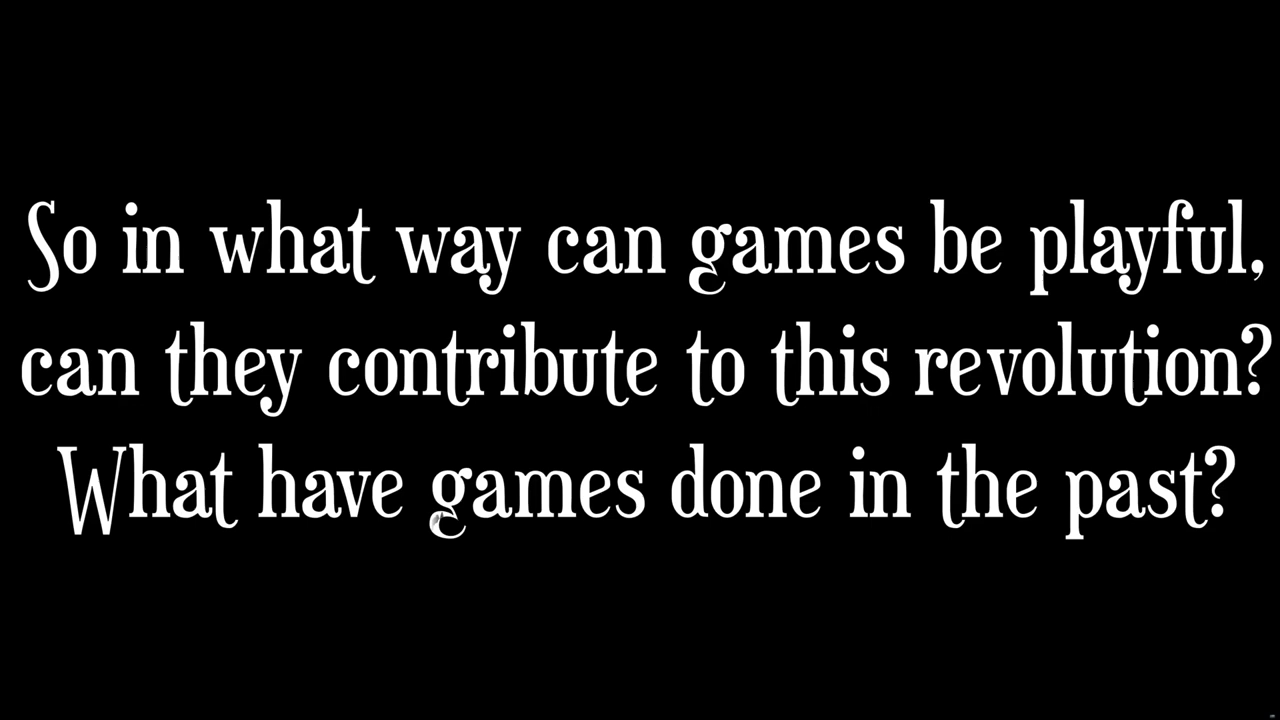 So in what way can games be playful,
can they contribute to this revolution?
What have games done in the past?